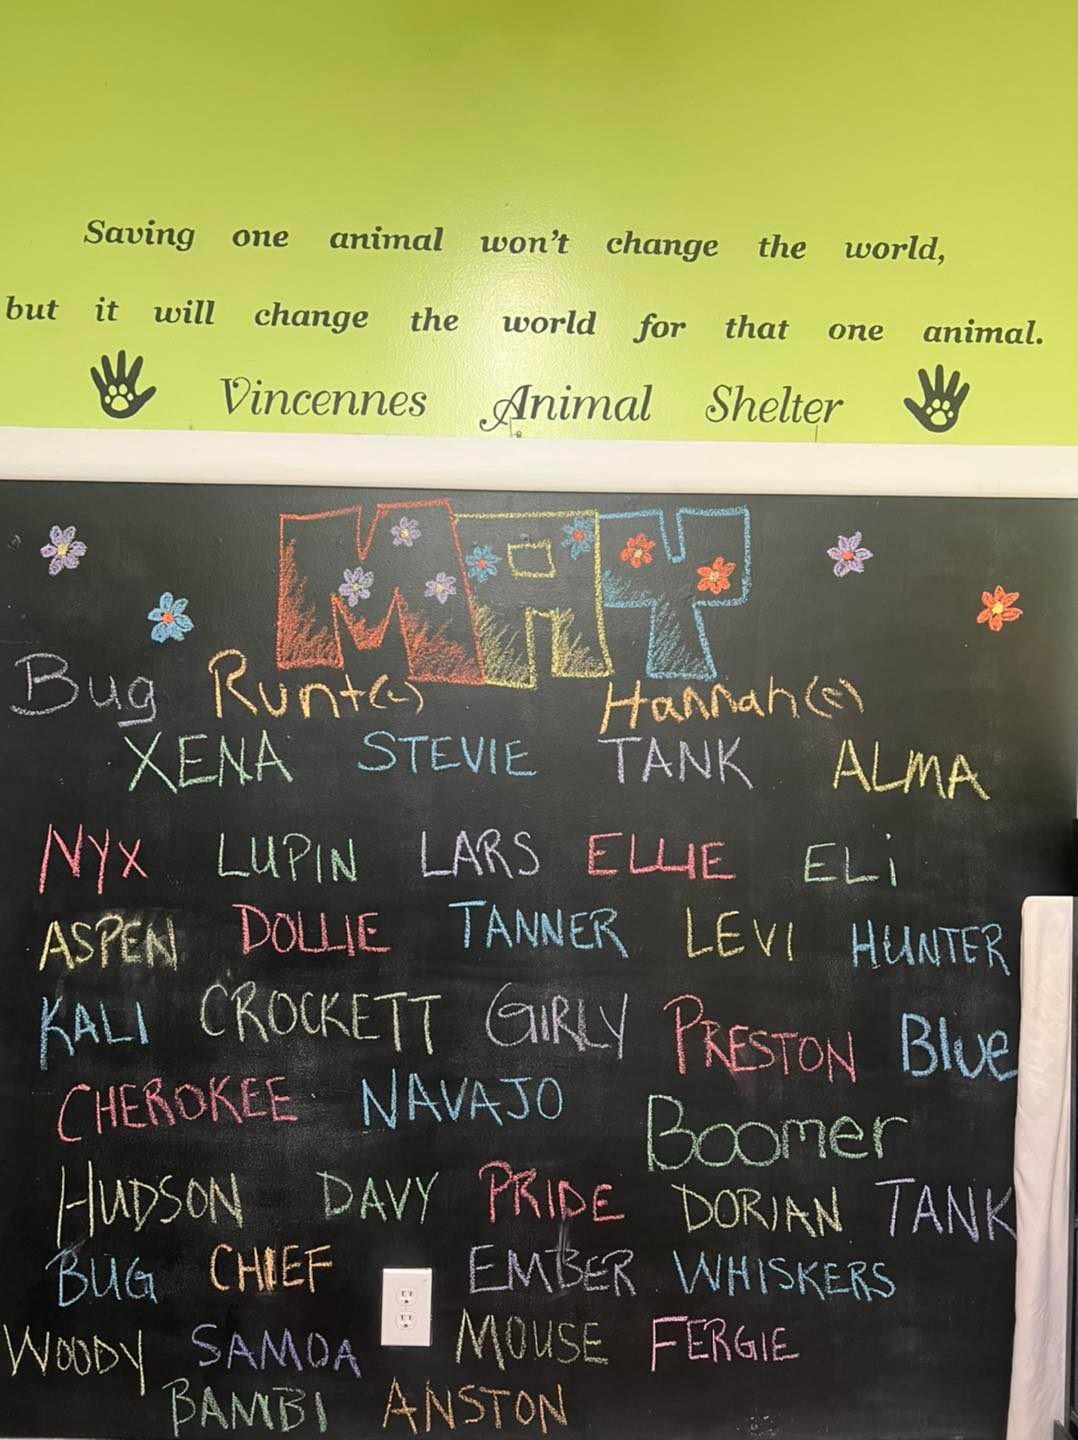 Saving one animal won't change the world,
but it will change the world for that one animal.
Vincennes Animal Shelter
MAY
Bug Runt(c) Hannah(c)
XENA STEVIE TANK ALMA
NYX LUPIN LARS ELLIE ELi
ASPEN DOLLIE TANNER LEVI HUNTER
KALI CROCKETT GIRLY PRESTON Blue
CHEROKEE NAVAJO Boomer
HUDSON DAVY PRIDE DORIAN TANK
BUG CHIEF EMBER WHISKERS
WOODY SAMOA MOUSE FERGIE
BAMBI ANSTON